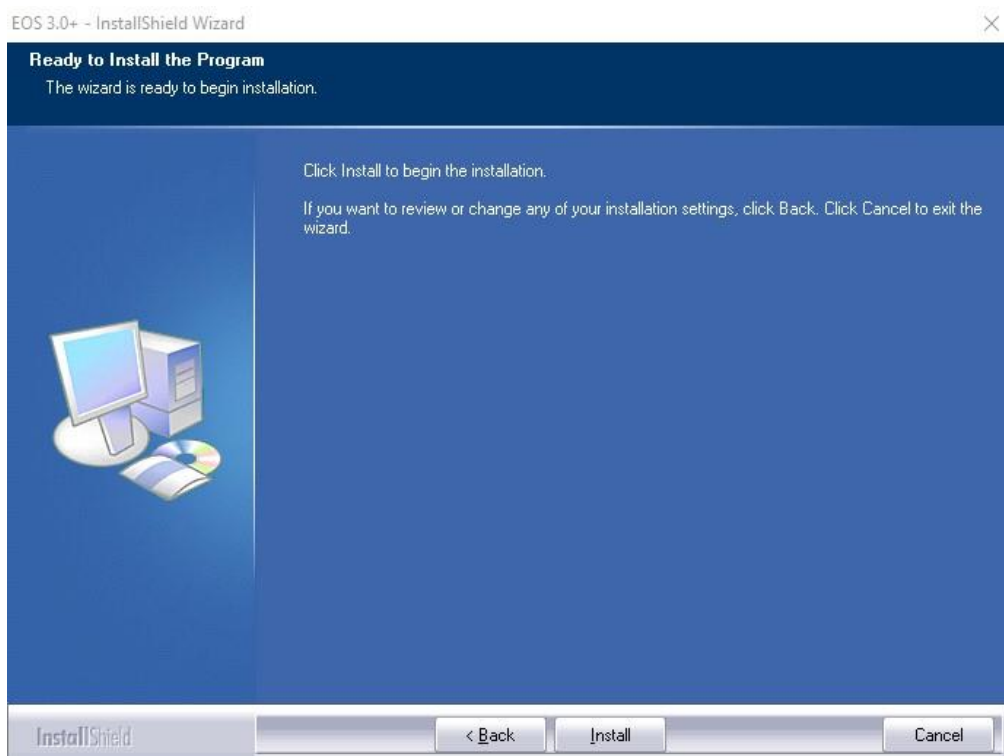 EOS 3.0+ - InstallShield Wizard
Ready to Install the Program
The wizard is ready to begin installation.
Click Install to begin the installation.
If you want to review or change any of your installation settings, click Back. Click Cancel to exit the
wizard.
InstallShield
< Back
Install
Cancel